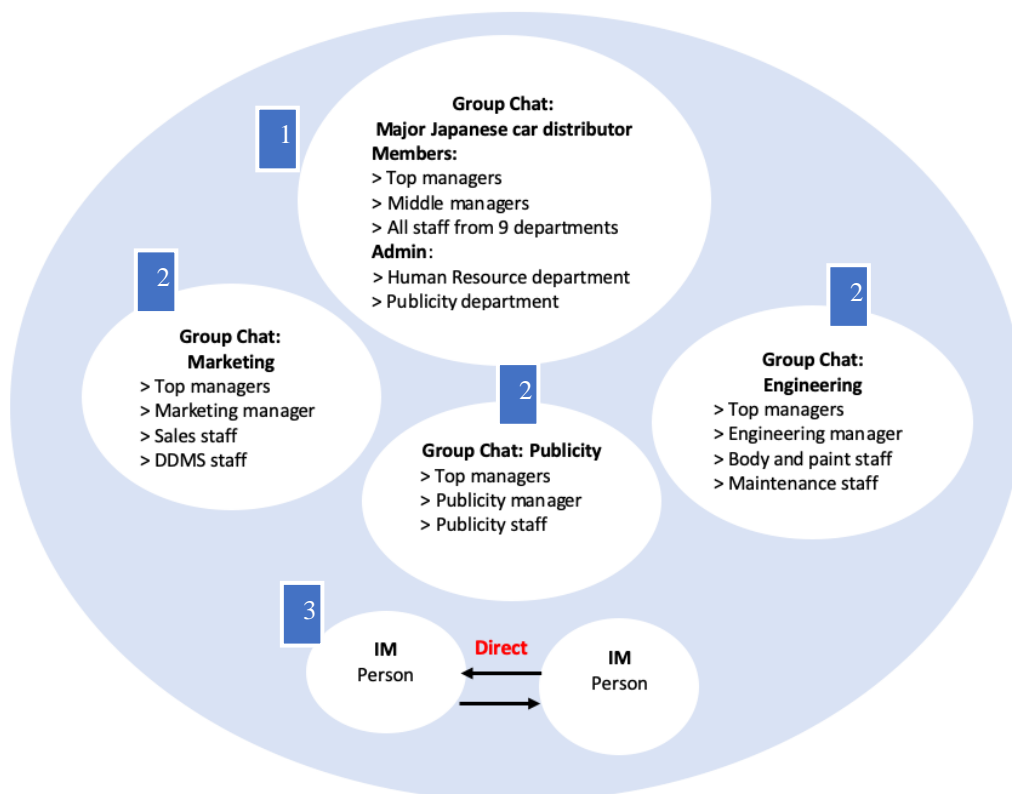 1
Group Chat:
Major Japanese car distributor
Members:
> Top managers
> Middle managers
> All staff from 9 departments
Admin:
> Human Resource department
> Publicity department
2
Group Chat:
Marketing
> Top managers
> Marketing manager
> Sales staff
> DDMS staff
2
Group Chat: Publicity
> Top managers
> Publicity manager
> Publicity staff
2
Group Chat:
Engineering
> Top managers
> Engineering manager
> Body and paint staff
> Maintenance staff
3
IM
Person
Direct
IM
Person